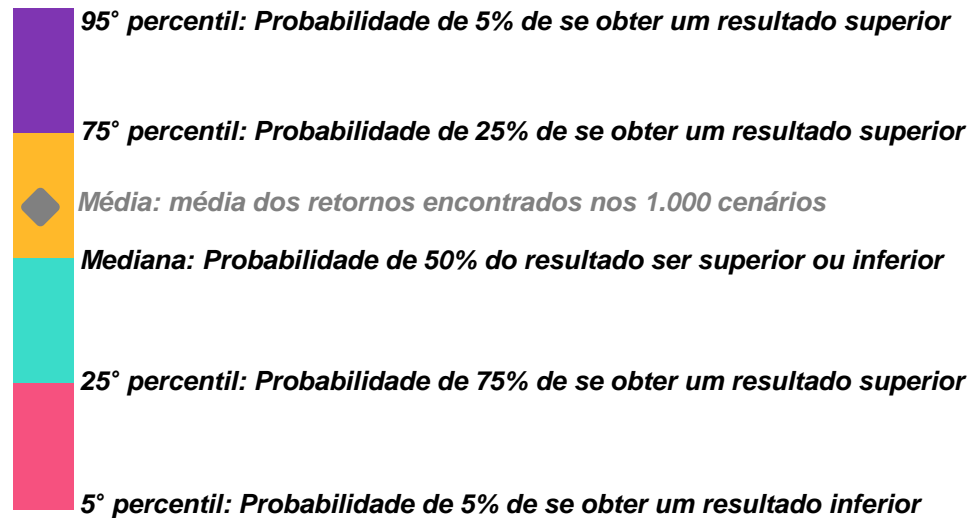 95° percentil: Probabilidade de 5% de se obter um resultado superior
75° percentil: Probabilidade de 25% de se obter um resultado superior
Média: média dos retornos encontrados nos 1.000 cenários
Mediana: Probabilidade de 50% do resultado ser superior ou inferior
25° percentil: Probabilidade de 75% de se obter um resultado superior
5° percentil: Probabilidade de 5% de se obter um resultado inferior